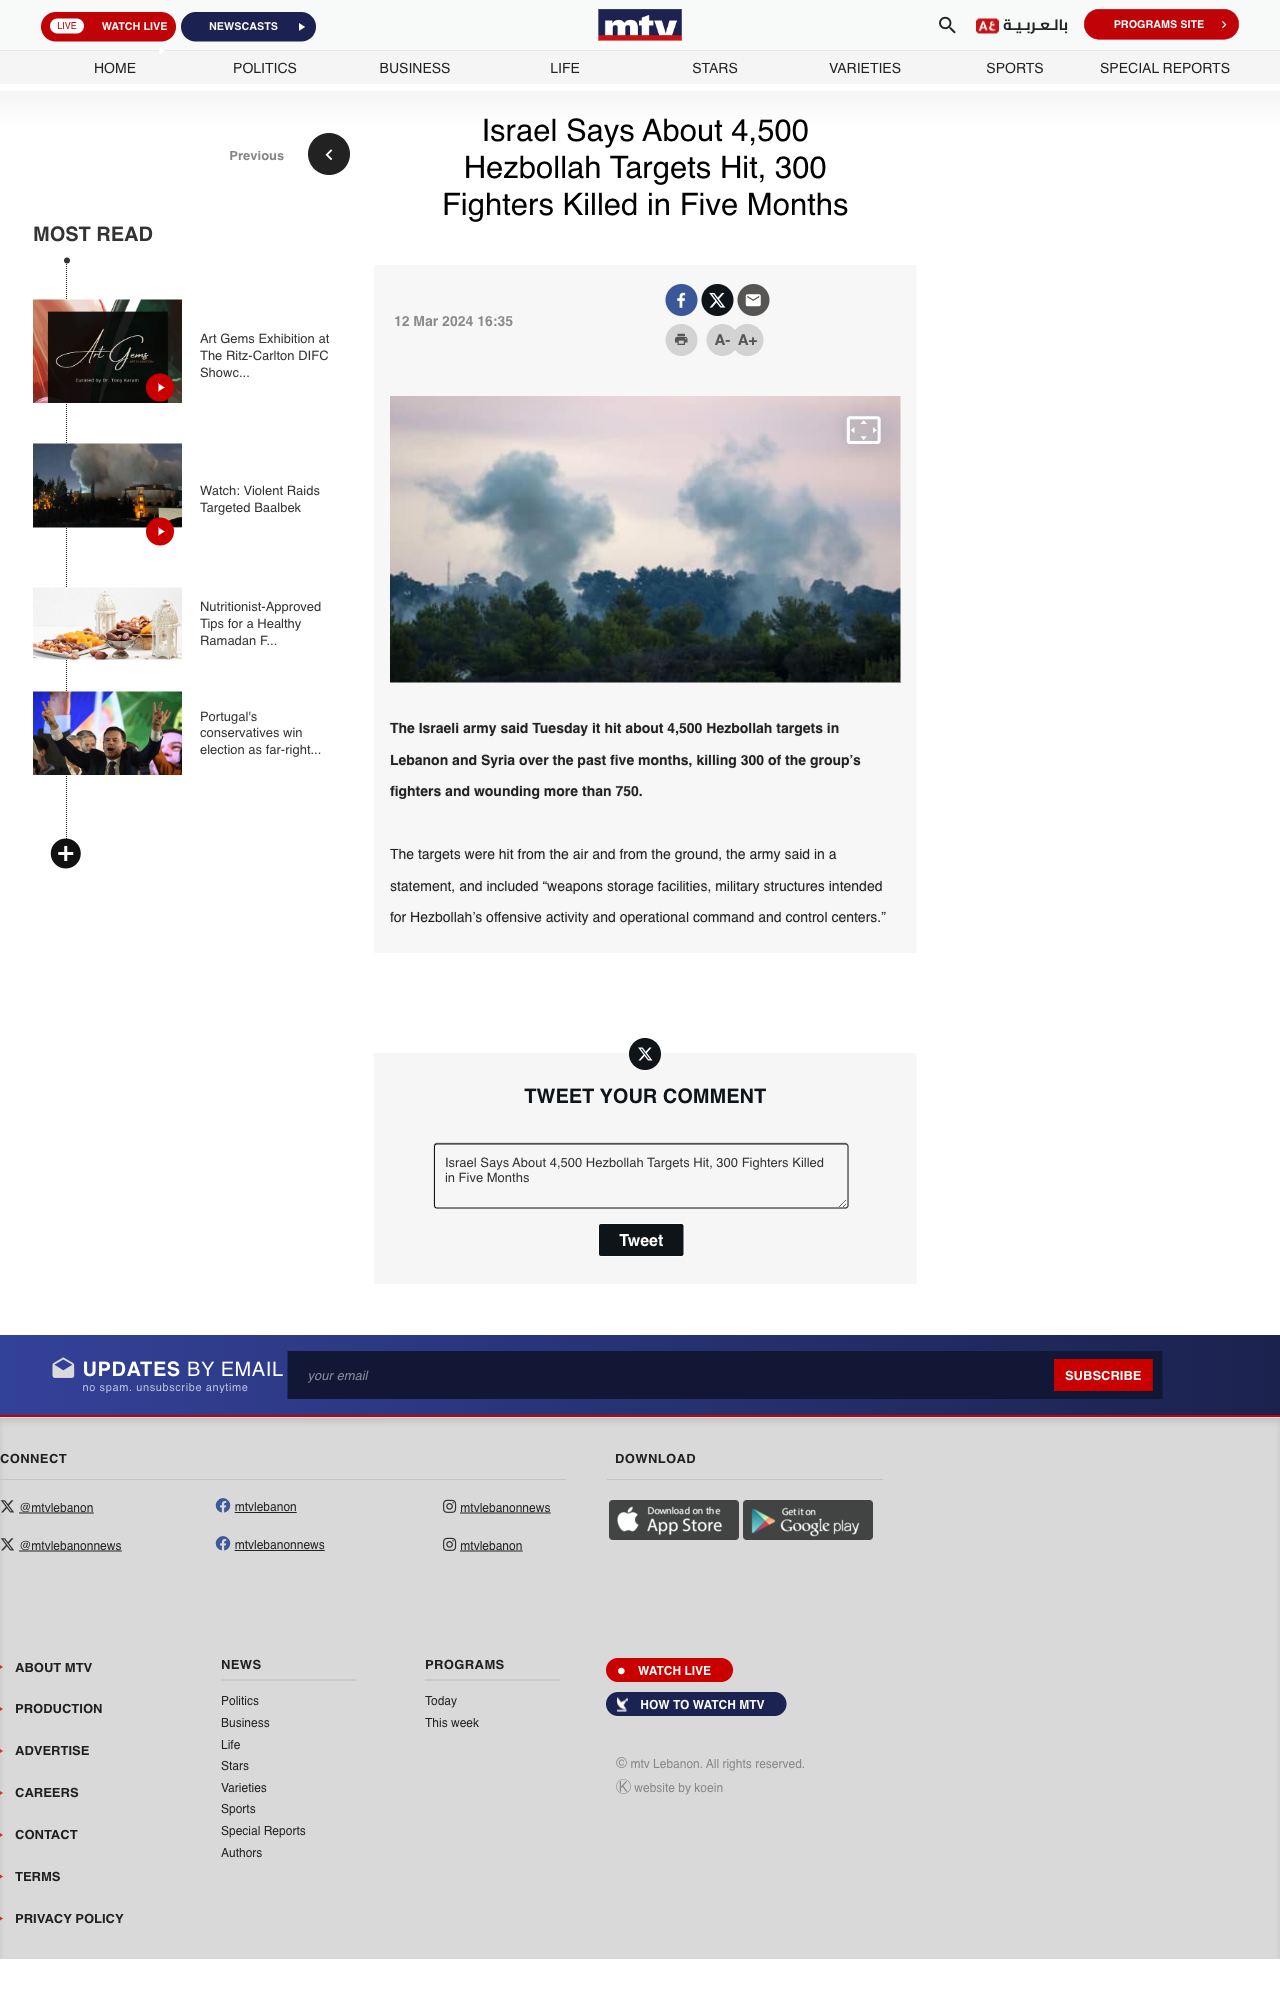 LIVE WATCH LIVE
NEWSCASTS
mtv
Aع بالعربية
PROGRAMS SITE
HOME
POLITICS
BUSINESS
LIFE
STARS
VARIETIES
SPORTS
SPECIAL REPORTS
Previous
Israel Says About 4,500
Hezbollah Targets Hit, 300
Fighters Killed in Five Months
MOST READ
Art Gems
Curated by Dr. Tony Karam
Art Gems Exhibition at
The Ritz-Carlton DIFC
Showc...
Watch: Violent Raids
Targeted Baalbek
Nutritionist-Approved
Tips for a Healthy
Ramadan F...
Portugal's
conservatives win
election as far-right...
12 Mar 2024 16:35
A- A+
The Israeli army said Tuesday it hit about 4,500 Hezbollah targets in
Lebanon and Syria over the past five months, killing 300 of the group’s
fighters and wounding more than 750.
The targets were hit from the air and from the ground, the army said in a
statement, and included “weapons storage facilities, military structures intended
for Hezbollah’s offensive activity and operational command and control centers.”
TWEET YOUR COMMENT
Israel Says About 4,500 Hezbollah Targets Hit, 300 Fighters Killed
in Five Months
Tweet
UPDATES BY EMAIL
no spam. unsubscribe anytime
your email
SUBSCRIBE
CONNECT
@mtvlebanon
mtvlebanon
mtvlebanonnews
@mtvlebanonnews
mtvlebanonnews
mtvlebanon
DOWNLOAD
Download on the
App Store
Get it on
Google play
ABOUT MTV
PRODUCTION
ADVERTISE
CAREERS
CONTACT
TERMS
PRIVACY POLICY
NEWS
Politics
Business
Life
Stars
Varieties
Sports
Special Reports
Authors
PROGRAMS
Today
This week
WATCH LIVE
HOW TO WATCH MTV
© mtv Lebanon. All rights reserved.
Ⓚ website by koein